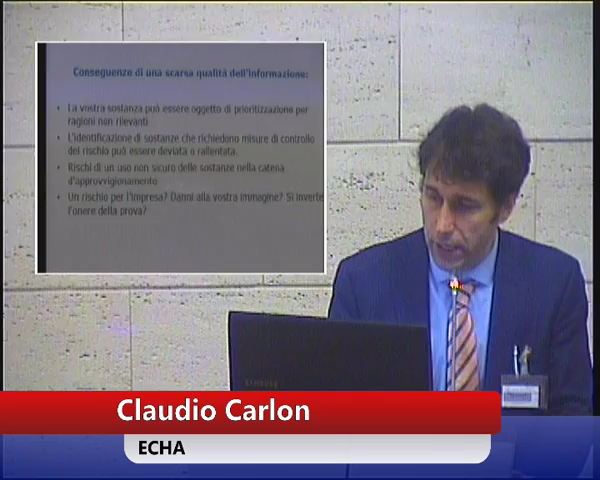 Conseguenze di una scarsa qualità dell'informazione:
• La vostra sostanza può essere oggetto di prioritizzazione per
ragioni non rilevanti
• L'identificazione di sostanze che richiedono misure di controllo
del rischio può essere deviata o rallentata.
• Rischi di un uso non sicuro delle sostanze nella catena
d'approvvigionamento
• Un rischio per l'impresa? Danni alla vostra immagine? Si inverte
l'onere della prova?
SAMSUNG
Claudio Carlon
ECHA